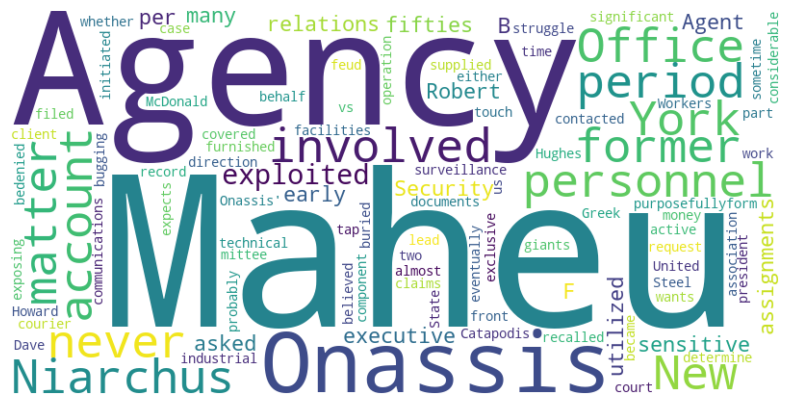 Agency
Maheu
Onassis
involved
Office
period
York
former
personnel
New
Niarchus
never
matter
account
exploited
relations
fifties
many
per
Robert
B
Agent
struggle
significant
time
considerable
sometime
whether
case
initiated
filed
McDonald
behalf
feud
vs
operation
supplied
either
touch
contacted
Workers
part
work
client
bugging
covered
furnished
facilities
communications
bedenied
direction
surveillance
us
Hughes
purposefullyform
record
Onassis'
early
Security
documents
Greek
money
active
association
president
assignments
exposing
expects
technical
mittee
tap
buried
two
lead
almost
claims
exclusive
eventually
giants
request
United
Steel
wants
courier
probably
believed
component
State
front
F
utilized
Howard
Dave
asked
industrial
executive
Catapodis
recalled
became
sensitive
determine
court